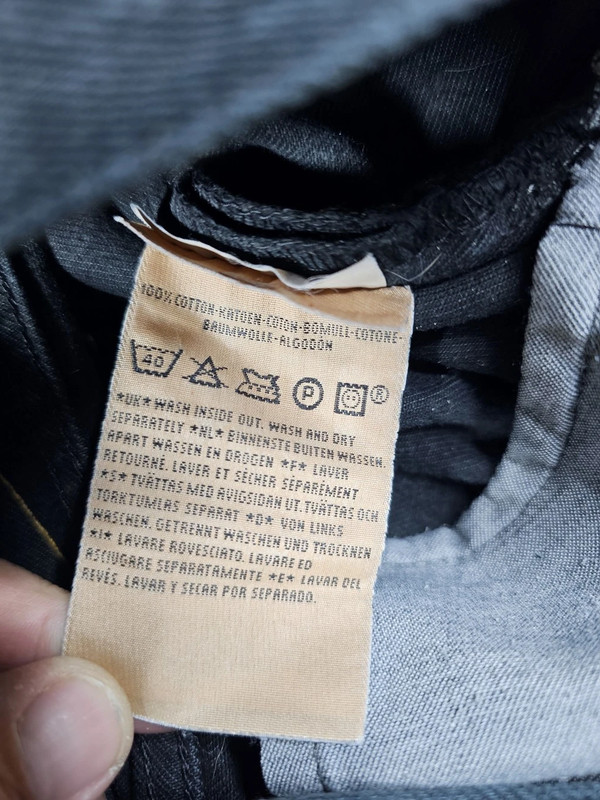 100% COTTON-KATOEN-COTON-BOMULL-COTONE-
BAUMWOLLE-ALGODÓN
40 P ®
*UK* WASH INSIDE OUT. WASH AND DRY
SEPARATELY *NL* BINNENSTE BUITEN WASSEN.
APART WASSEN EN DROGEN *F* LAVER
RETOURNÉ. LAVER ET SÉCHER SÉPARÉMENT
*S* TVÄTTAS MED AVIGSIDAN UT. TVÄTTAS OCH
TORKTUMLAS SEPARAT *D* VON LINKS
WASCHEN. GETRENNT WASCHEN UND TROCKNEN
*I* LAVARE ROVESCIATO. LAVARE ED
ASCIUGARE SEPARATAMENTE *E* LAVAR DEL
REVÉS. LAVAR Y SECAR POR SEPARADO.